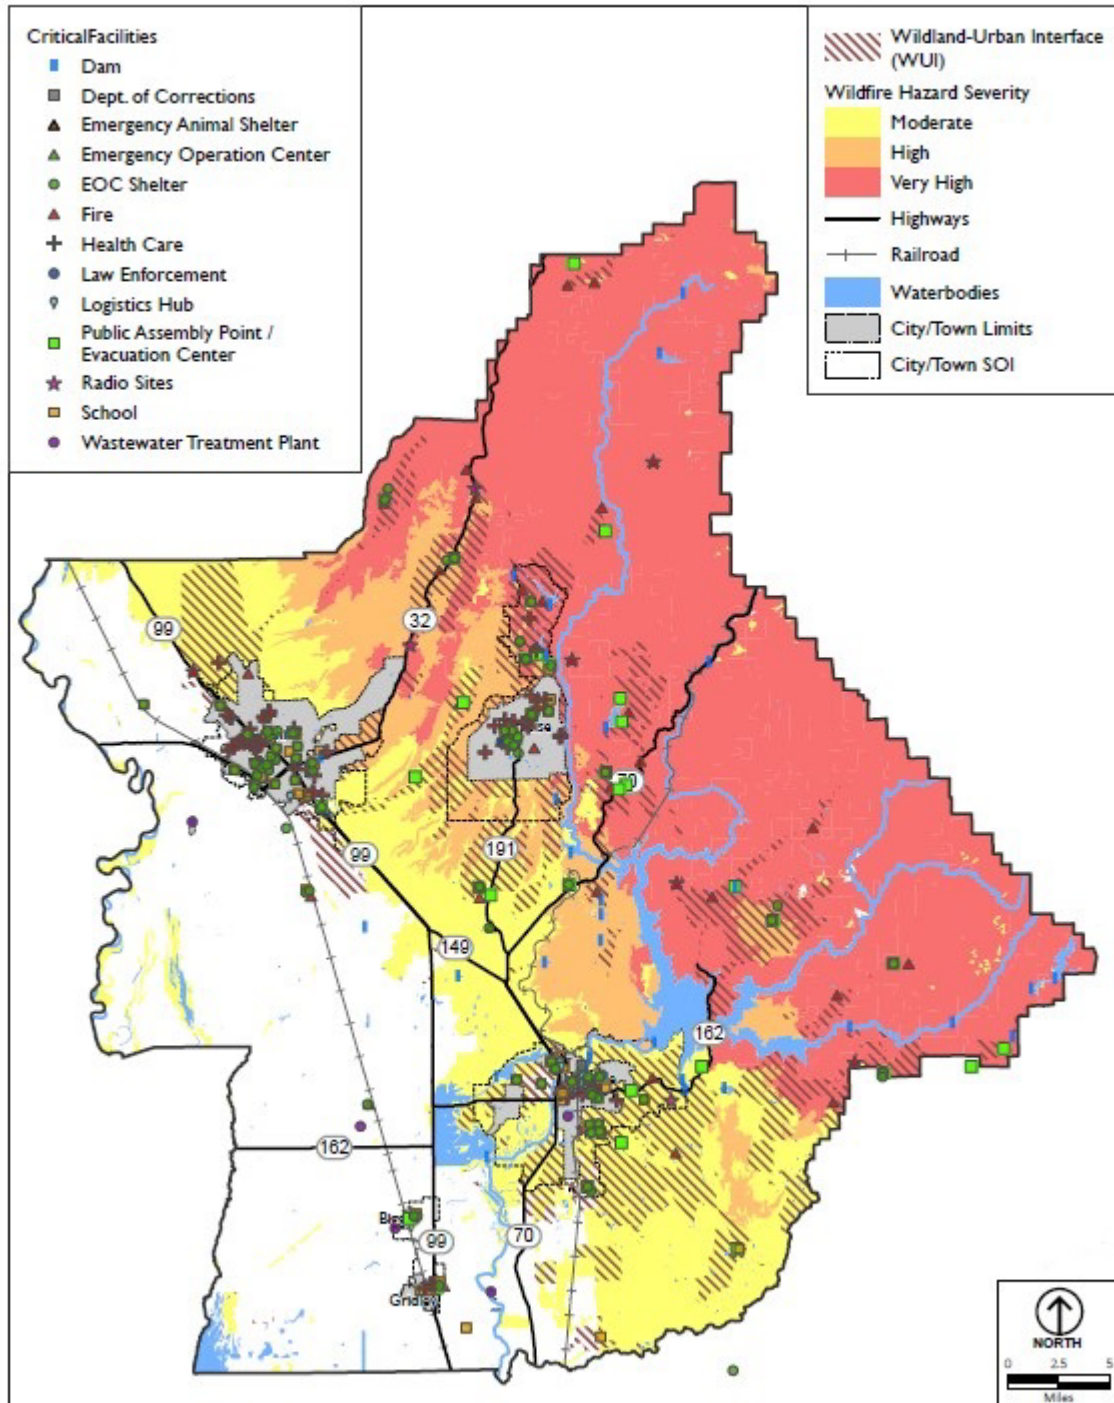 CriticalFacilities
Dam
Dept. of Corrections
Emergency Animal Shelter
Emergency Operation Center
EOC Shelter
Fire
Health Care
Law Enforcement
Logistics Hub
Public Assembly Point /
Evacuation Center
Radio Sites
School
Wastewater Treatment Plant
Wildland-Urban Interface
(WUI)
Wildfire Hazard Severity
Moderate
High
Very High
Highways
Railroad
Waterbodies
City/Town Limits
City/Town SOI
99
32
70
191
99
149
162
162
70
99
NORTH
0 2.5 5
Miles